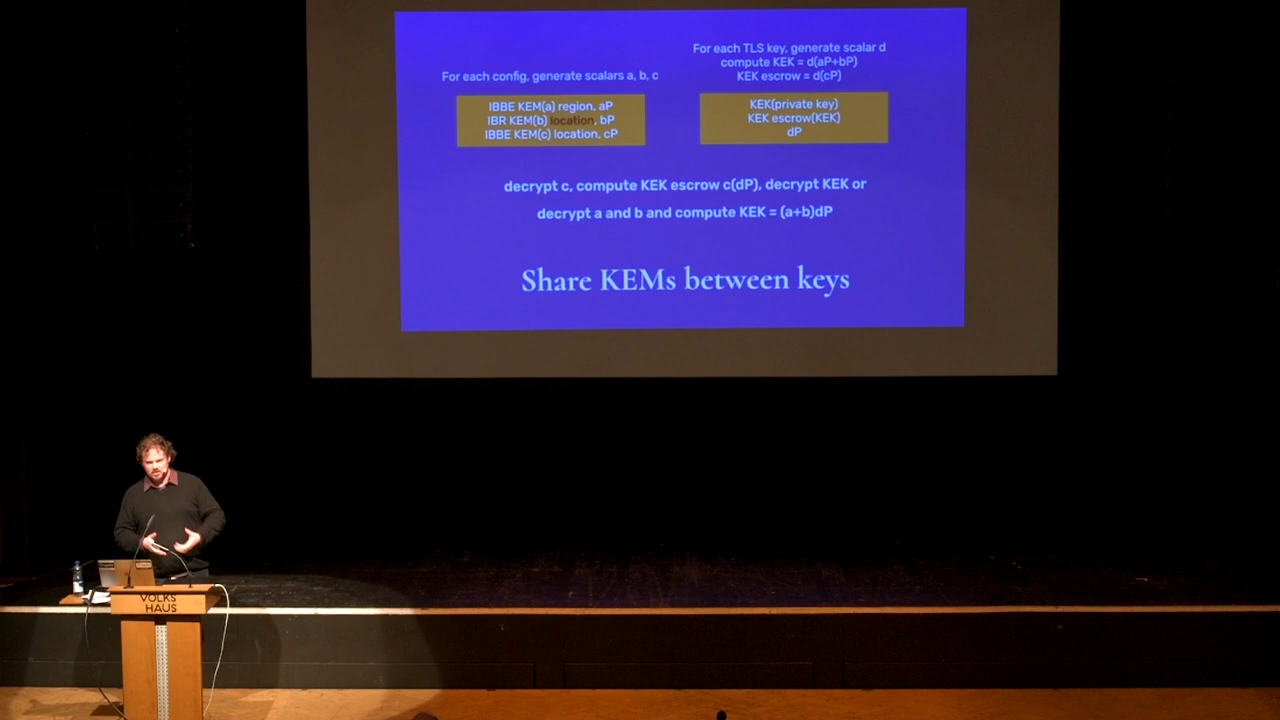 For each config, generate scalars a, b, c
IBBE KEM(a) region, aP
IBR KEM(b) location, bP
IBBE KEM(c) location, cP
For each TLS key, generate scalar d
compute KEK = d(aP+bP)
KEK escrow = d(cP)
KEK(private key)
KEK escrow(KEK)
dP
decrypt c, compute KEK escrow c(dP), decrypt KEK or
decrypt a and b and compute KEK = (a+b)dP
Share KEMs between keys
VOLKS
HAUS